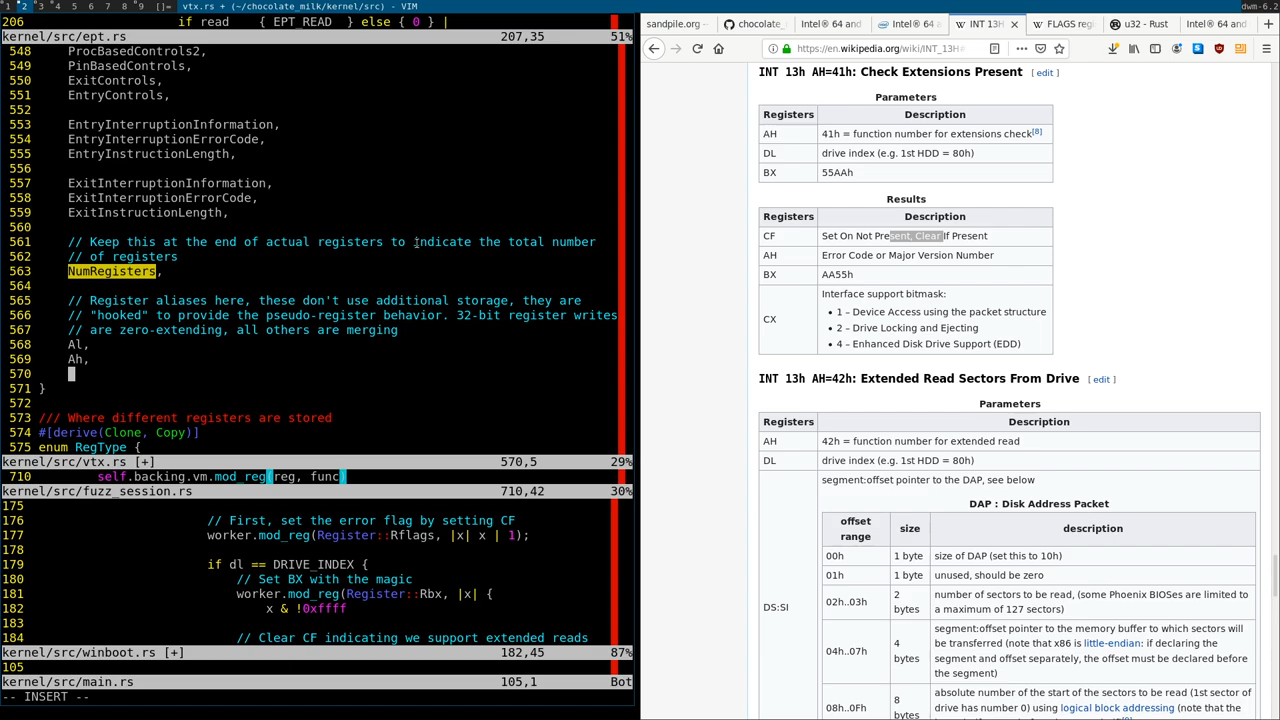 1 2 3 4 5 6 7 8 9 []= vtx.rs (~/chocolate_milk/kernel/src) - VIM
dwm-6.2
206 if read { EPT_READ } else { 0 } |
kernel/src/ept.rs 207,35 51%
548 ProcBasedControls2,
549 PinBasedControls,
550 ExitControls,
551 EntryControls,
552
553 EntryInterruptionInformation,
554 EntryInterruptionErrorCode,
555 EntryInstructionLength,
556
557 ExitInterruptionInformation,
558 ExitInterruptionErrorCode,
559 ExitInstructionLength,
560
561 // Keep this at the end of actual registers to indicate the total number
562 // of registers
563 NumRegisters,
564
565 // Register aliases here, these don't use additional storage, they are
566 // "hooked" to provide the pseudo-register behavior. 32-bit register writes
567 // are zero-extending, all others are merging
568 Al,
569 Ah,
570
571 }
572
573 /// Where different registers are stored
574 #[derive(Clone, Copy)]
575 enum RegType {
kernel/src/vtx.rs [+] 570,5 29%
710 self.backing.vm.mod_reg(reg, func)
kernel/src/fuzz_session.rs 710,42 30%
175
176 // First, set the error flag by setting CF
177 worker.mod_reg(Register::Rflags, |x| x | 1);
178
179 if dl == DRIVE_INDEX {
180 // Set BX with the magic
181 worker.mod_reg(Register::Rbx, |x| {
182 x & !0xffff
183
184 // Clear CF indicating we support extended reads
kernel/src/winboot.rs [+] 182,45 87%
105
kernel/src/main.rs 105,1 Bot
-- INSERT --
sandpile.org
chocolate_
Intel® 64 and
Intel® 64 a
INT 13H
FLAGS reg
u32 - Rust
Intel® 64 and
https://en.wikipedia.org/wiki/INT_13H
INT 13h AH=41h: Check Extensions Present [ edit ]
Parameters
Registers Description
AH 41h = function number for extensions check[8]
DL drive index (e.g. 1st HDD = 80h)
BX 55AAh
Results
Registers Description
CF Set On Not Present, Clear If Present
AH Error Code or Major Version Number
BX AA55h
CX Interface support bitmask:
• 1 – Device Access using the packet structure
• 2 – Drive Locking and Ejecting
• 4 – Enhanced Disk Drive Support (EDD)
INT 13h AH=42h: Extended Read Sectors From Drive [ edit ]
Parameters
Registers Description
AH 42h = function number for extended read
DL drive index (e.g. 1st HDD = 80h)
DS:SI segment:offset pointer to the DAP, see below
DAP : Disk Address Packet
offset range size description
00h 1 byte size of DAP (set this to 10h)
01h 1 byte unused, should be zero
02h..03h 2 bytes number of sectors to be read, (some Phoenix BIOSes are limited to
a maximum of 127 sectors)
04h..07h 4 bytes segment:offset pointer to the memory buffer to which sectors will
be transferred (note that x86 is little-endian: if declaring the
segment and offset separately, the offset must be declared before
the segment)
08h..0Fh 8 bytes absolute number of the start of the sectors to be read (1st sector of
drive has number 0) using logical block addressing (note that the